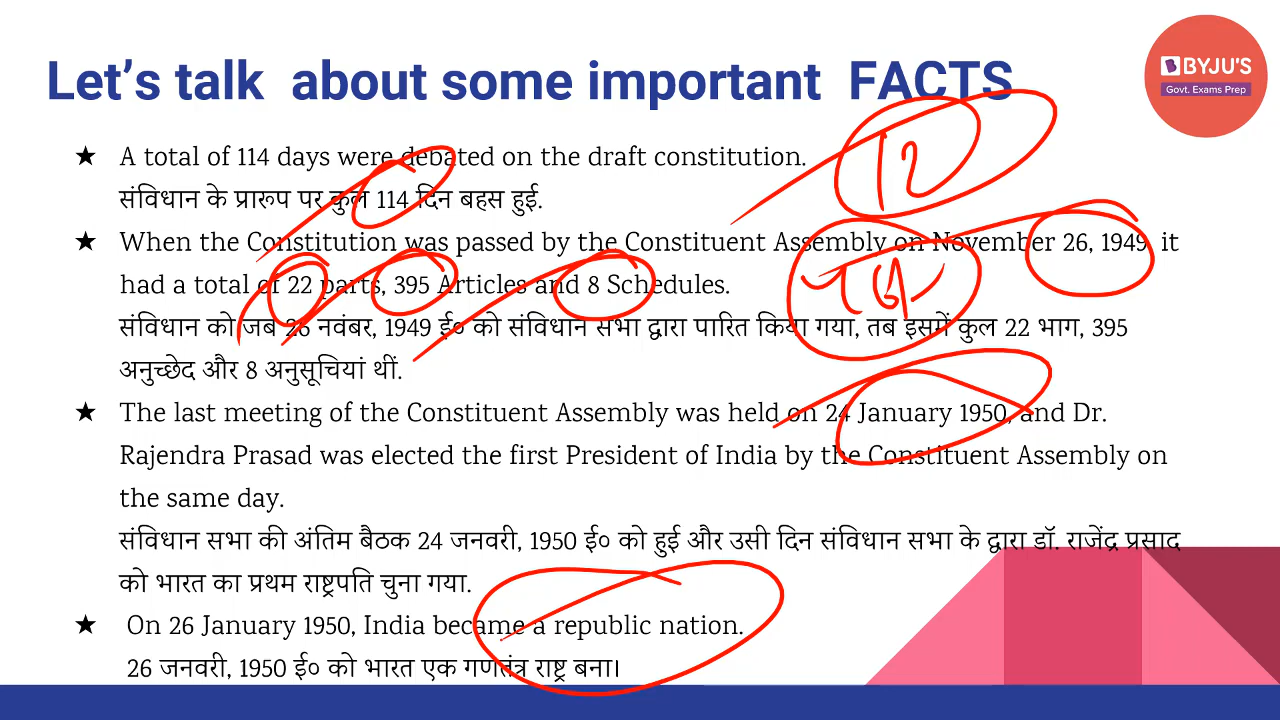 Let's talk about some important FACTS
BYJU'S
Govt. Exams Prep
★ A total of 114 days were debated on the draft constitution.
संविधान के प्रारूप पर कुल 114 दिन बहस हुई.
12
★ When the Constitution was passed by the Constituent Assembly on November 26, 1949, it
had a total of 22 parts, 395 Articles and 8 Schedules.
संविधान को जब 26 नवंबर, 1949 ई० को संविधान सभा द्वारा पारित किया गया, तब इसमें कुल 22 भाग, 395
अनुच्छेद और 8 अनुसूचियां थीं.
★ The last meeting of the Constituent Assembly was held on 24 January 1950, and Dr.
Rajendra Prasad was elected the first President of India by the Constituent Assembly on
the same day.
संविधान सभा की अंतिम बैठक 24 जनवरी, 1950 ई० को हुई और उसी दिन संविधान सभा के द्वारा डॉ. राजेंद्र प्रसाद
को भारत का प्रथम राष्ट्रपति चुना गया.
★ On 26 January 1950, India became a republic nation.
26 जनवरी, 1950 ई० को भारत एक गणतंत्र राष्ट्र बना।